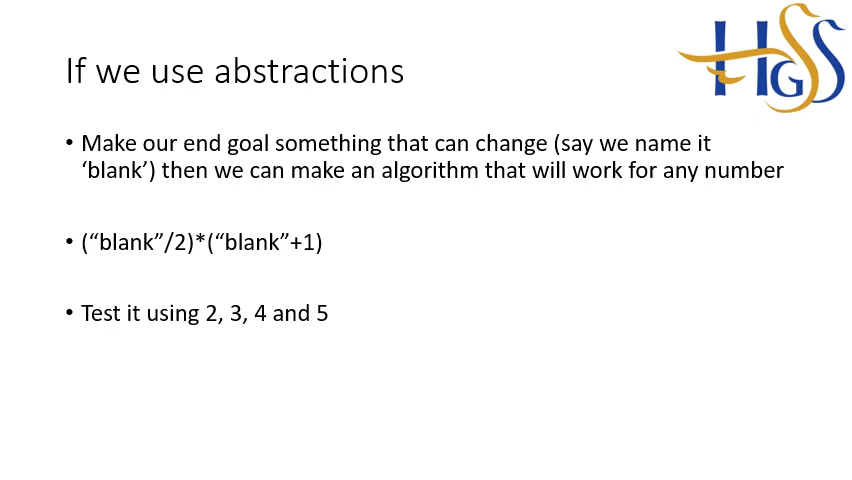 If we use abstractions
HGSS
• Make our end goal something that can change (say we name it
‘blank’) then we can make an algorithm that will work for any number
• (“blank”/2)*(“blank”+1)
• Test it using 2, 3, 4 and 5